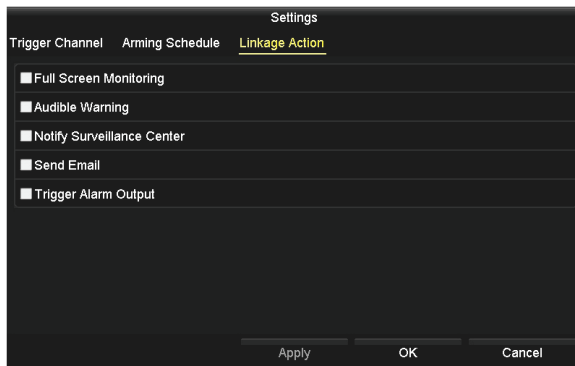 Settings
Trigger Channel Arming Schedule Linkage Action
Full Screen Monitoring
Audible Warning
Notify Surveillance Center
Send Email
Trigger Alarm Output
Apply OK Cancel